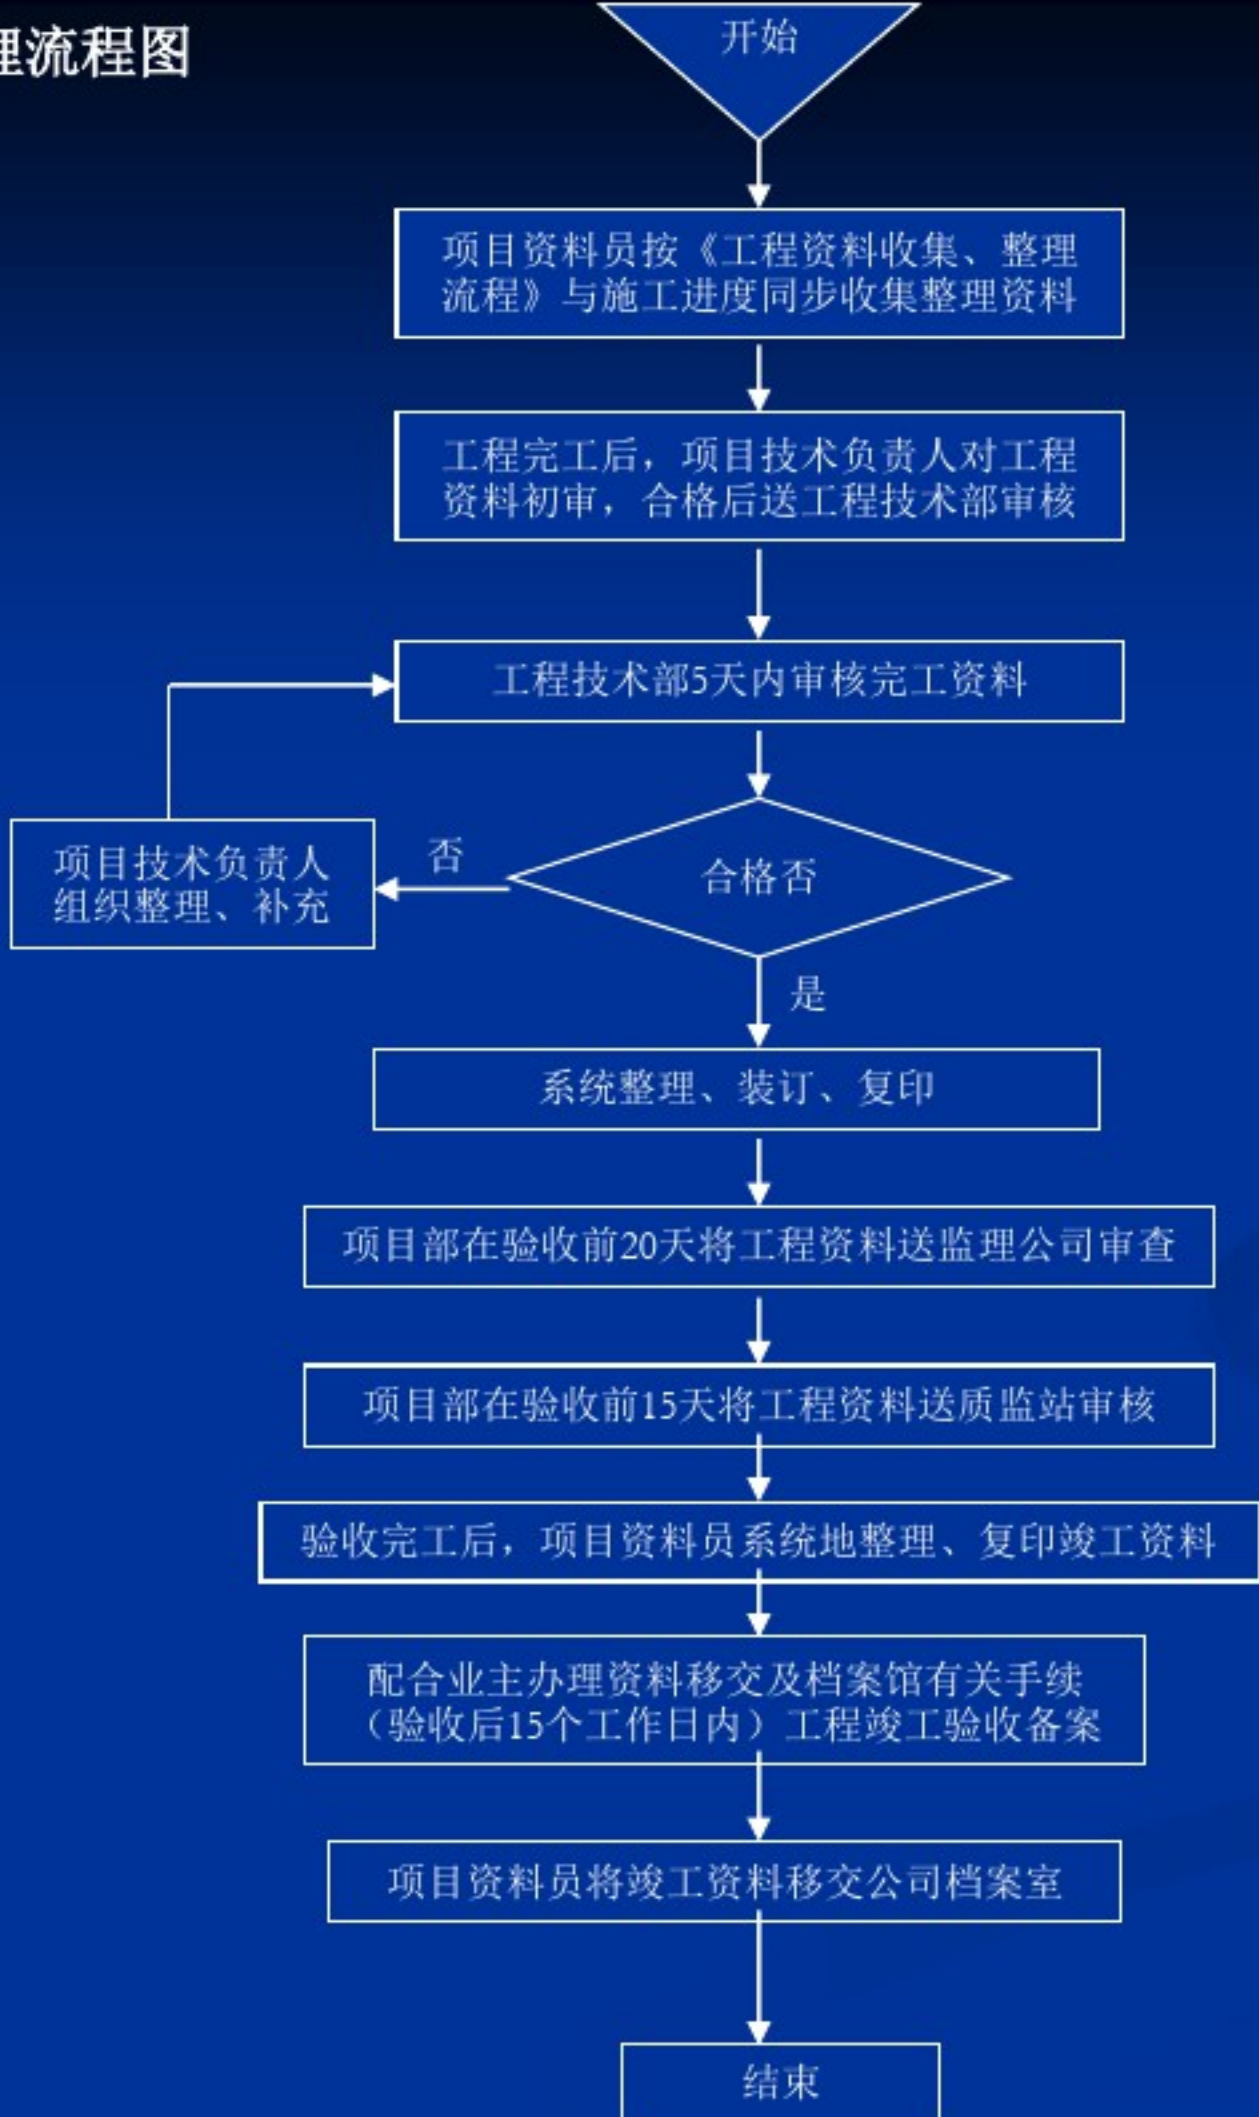 理流程图
开始
项目资料员按《工程资料收集、整理
流程》与施工进度同步收集整理资料
工程完工后，项目技术负责人对工程
资料初审，合格后送工程技术部审核
工程技术部5天内审核完工资料
项目技术负责人
组织整理、补充
否
合格否
是
系统整理、装订、复印
项目部在验收前20天将工程资料送监理公司审查
项目部在验收前15天将工程资料送质监站审核
验收完工后，项目资料员系统地整理、复印竣工资料
配合业主办理资料移交及档案馆有关手续
（验收后15个工作日内）工程竣工验收备案
项目资料员将竣工资料移交公司档案室
结束